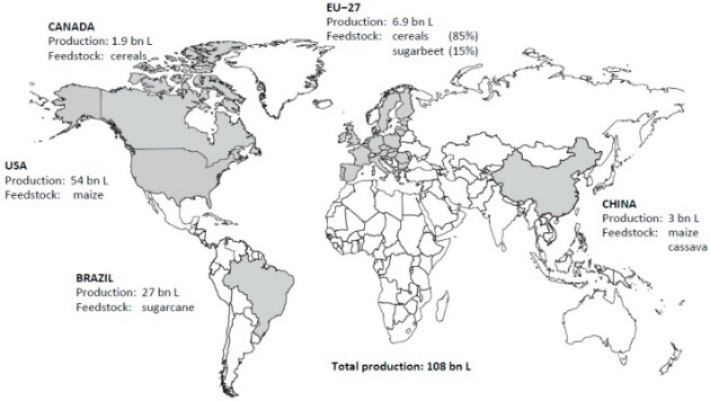 EU–27
Production: 6.9 bn L
Feedstock: cereals (85%)
sugarbeet (15%)
CANADA
Production: 1.9 bn L
Feedstock: cereals
USA
Production: 54 bn L
Feedstock: maize
CHINA
Production: 3 bn L
Feedstock: maize
cassava
BRAZIL
Production: 27 bn L
Feedstock: sugarcane
Total production: 108 bn L